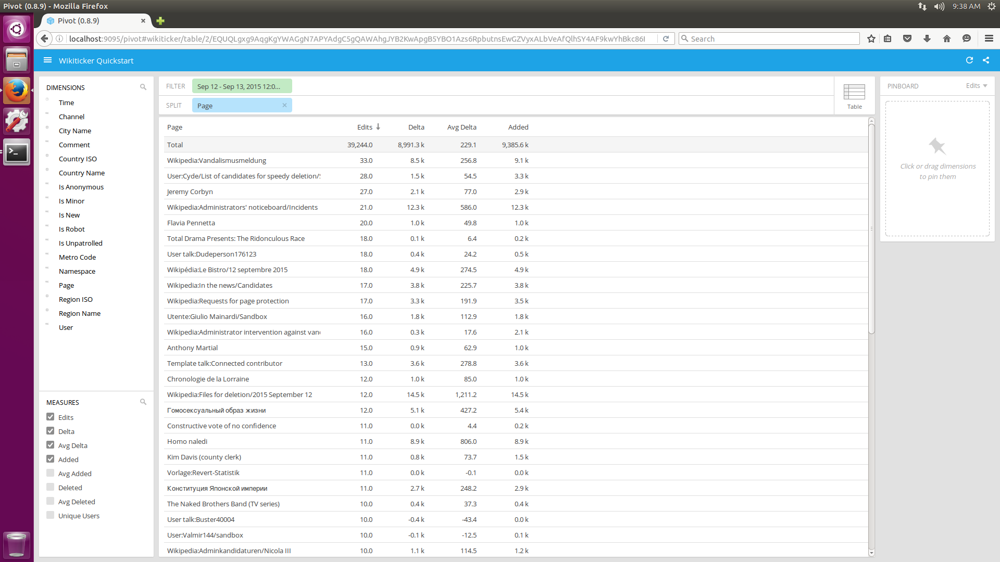 Pivot (0.8.9) - Mozilla Firefox
9:38 AM
Pivot (0.8.9)
localhost:9095/pivot#wikiticker/table/2/EQUQLgxg9AqgKgYWAGgN7APYAdgC5gQAWAhgJYB2KwApgB5YBO1Azs6RpbutnsEwGZVyxALbVeAfQlhSY4AF9kwYhBkc86I
Search
Wikiticker Quickstart
DIMENSIONS
Time
Channel
City Name
Comment
Country ISO
Country Name
Is Anonymous
Is Minor
Is New
Is Robot
Is Unpatrolled
Metro Code
Namespace
Page
Region ISO
Region Name
User
MEASURES
Edits
Delta
Avg Delta
Added
Avg Added
Deleted
Avg Deleted
Unique Users
FILTER Sep 12 - Sep 13, 2015 12:0...
SPLIT Page
Table
Page Edits Delta Avg Delta Added
Total 39,244.0 8,991.3 k 229.1 9,385.6 k
Wikipedia:Vandalismusmeldung 33.0 8.5 k 256.8 9.1 k
User:Cyde/List of candidates for speedy deletion/ 28.0 1.5 k 54.5 3.3 k
Jeremy Corbyn 27.0 2.1 k 77.0 2.9 k
Wikipedia:Administrators' noticeboard/Incidents 21.0 12.3 k 586.0 12.3 k
Flavia Pennetta 20.0 1.0 k 49.8 1.0 k
Total Drama Presents: The Ridonculous Race 18.0 0.1 k 6.4 0.2 k
User talk:Dudeperson176123 18.0 0.4 k 24.2 0.5 k
Wikipédia:Le Bistro/12 septembre 2015 18.0 4.9 k 274.5 4.9 k
Wikipedia:In the news/Candidates 17.0 3.8 k 225.7 3.8 k
Wikipedia:Requests for page protection 17.0 3.3 k 191.9 3.5 k
Utente:Giulio Mainardi/Sandbox 16.0 1.8 k 112.9 1.8 k
Wikipedia:Administrator intervention against van 16.0 0.3 k 17.6 2.1 k
Anthony Martial 15.0 0.9 k 62.9 1.0 k
Template talk:Connected contributor 13.0 3.6 k 278.8 3.6 k
Chronologie de la Lorraine 12.0 1.0 k 85.0 1.0 k
Wikipedia:Files for deletion/2015 September 12 12.0 14.5 k 1,211.2 14.5 k
Гомосексуальный образ жизни 12.0 5.1 k 427.2 5.4 k
Constructive vote of no confidence 11.0 0.0 k 4.4 0.2 k
Homo naledi 11.0 8.9 k 806.0 8.9 k
Kim Davis (county clerk) 11.0 0.8 k 73.7 1.5 k
Vorlage:Revert-Statistik 11.0 0.0 k -0.1 0.0 k
Конституция Японской империи 11.0 2.7 k 248.2 2.9 k
The Naked Brothers Band (TV series) 10.0 0.4 k 37.3 0.4 k
User talk:Buster40004 10.0 -0.4 k -43.4 0.0 k
User:Valmir144/sandbox 10.0 -0.1 k -12.5 0.1 k
Wikipedia:Adminkandidaturen/Nicola III 10.0 1.1 k 114.5 1.2 k
PINBOARD Edits
Click or drag dimensions
to pin them